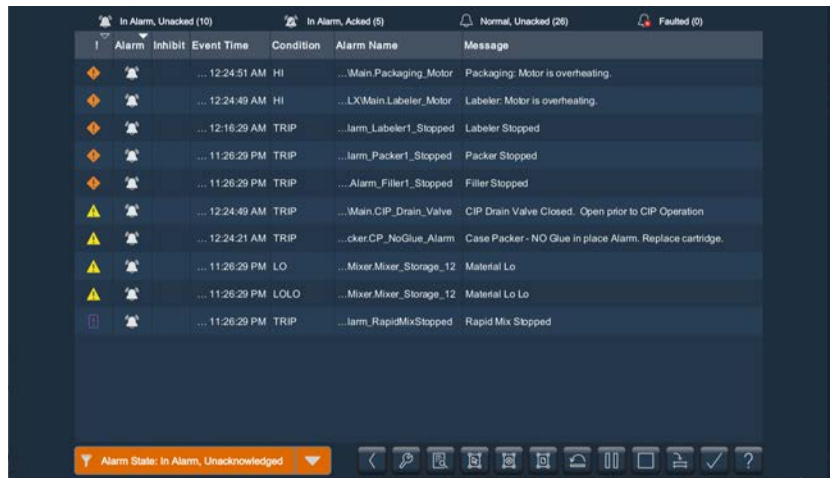 In Alarm, Unacked (10) In Alarm, Acked (5) Normal, Unacked (26) Faulted (0)
! Alarm Inhibit Event Time Condition Alarm Name Message
... 12:24:51 AM HI ...\Main.Packaging_Motor Packaging: Motor is overheating.
... 12:24:49 AM HI ...LX\Main.Labeler_Motor Labeler: Motor is overheating.
... 12:16:29 AM TRIP ...larm_Labeler1_Stopped Labeler Stopped
... 11:26:29 PM TRIP ...larm_Packer1_Stopped Packer Stopped
... 11:26:29 PM TRIP ...Alarm_Filler1_Stopped Filler Stopped
... 12:24:49 AM TRIP ...\Main.CIP_Drain_Valve CIP Drain Valve Closed. Open prior to CIP Operation
... 12:24:21 AM TRIP ...cker.CP_NoGlue_Alarm Case Packer - NO Glue in place Alarm. Replace cartridge.
... 11:26:29 PM LO ...Mixer.Mixer_Storage_12 Material Lo
... 11:26:29 PM LOLO ...Mixer.Mixer_Storage_12 Material Lo Lo
... 11:26:29 PM TRIP ...larm_RapidMixStopped Rapid Mix Stopped
Alarm State: In Alarm, Unacknowledged ?